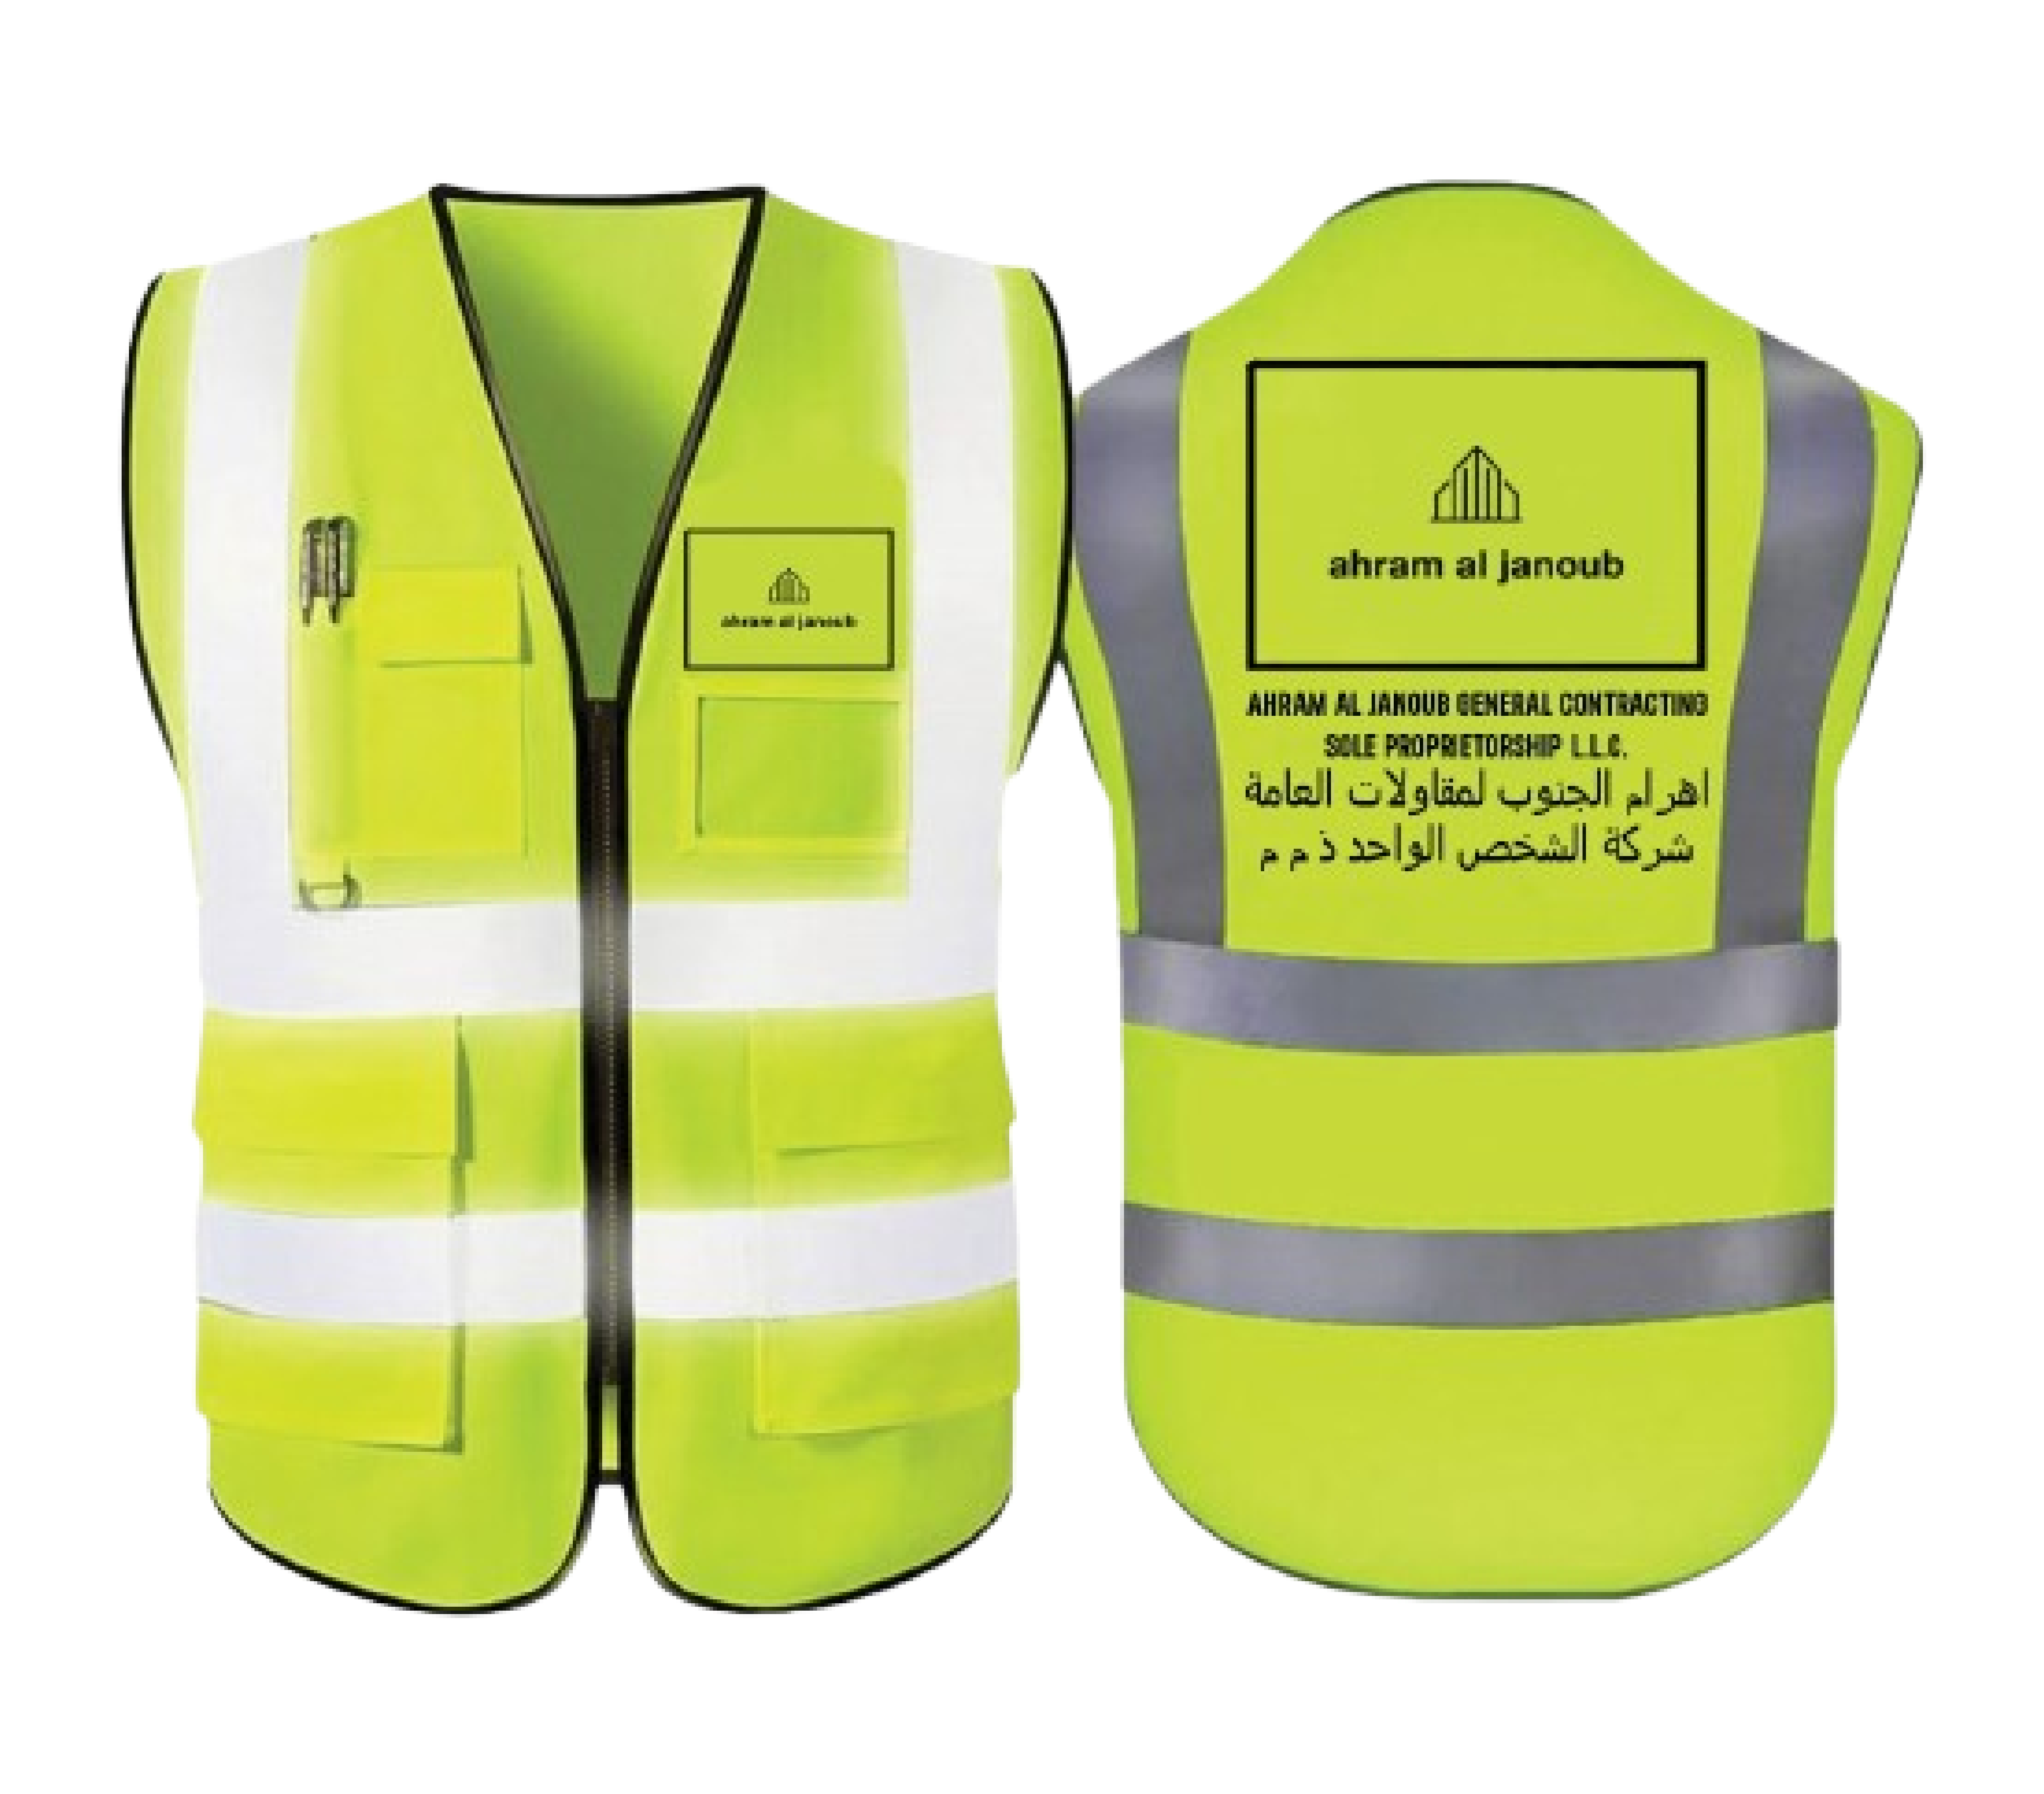 ahram al janoub
ahram al janoub
AHRAM AL JANOUB GENERAL CONTRACTING
SOLE PROPRIETORSHIP L.L.C.
اهرام الجنوب لمقاولات العامة
شركة الشخص الواحد ذ م م